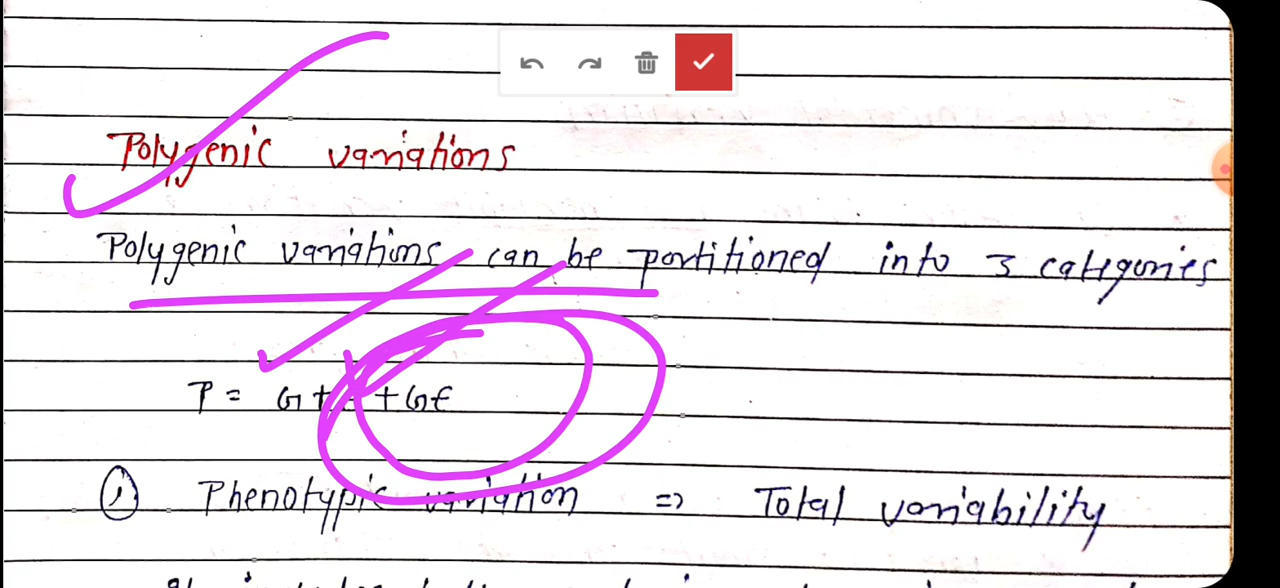 Polygenic variations
Polygenic variations can be partitioned into 3 categories
P = G + + GE
① Phenotypic variation => Total variability